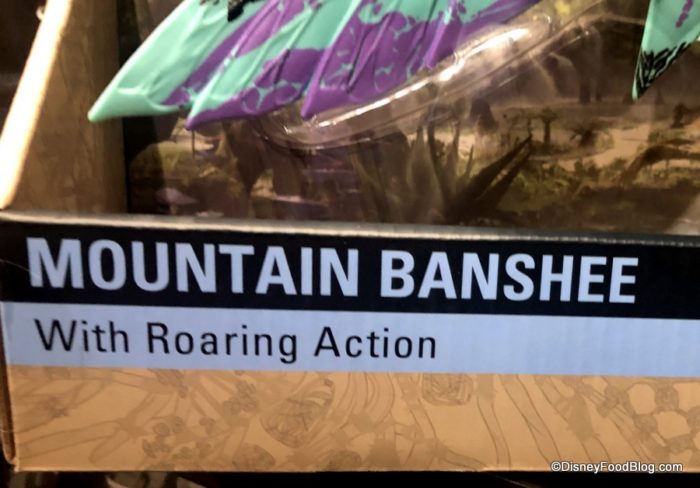 MOUNTAIN BANSHEE
With Roaring Action
©DisneyFoodBlog.com